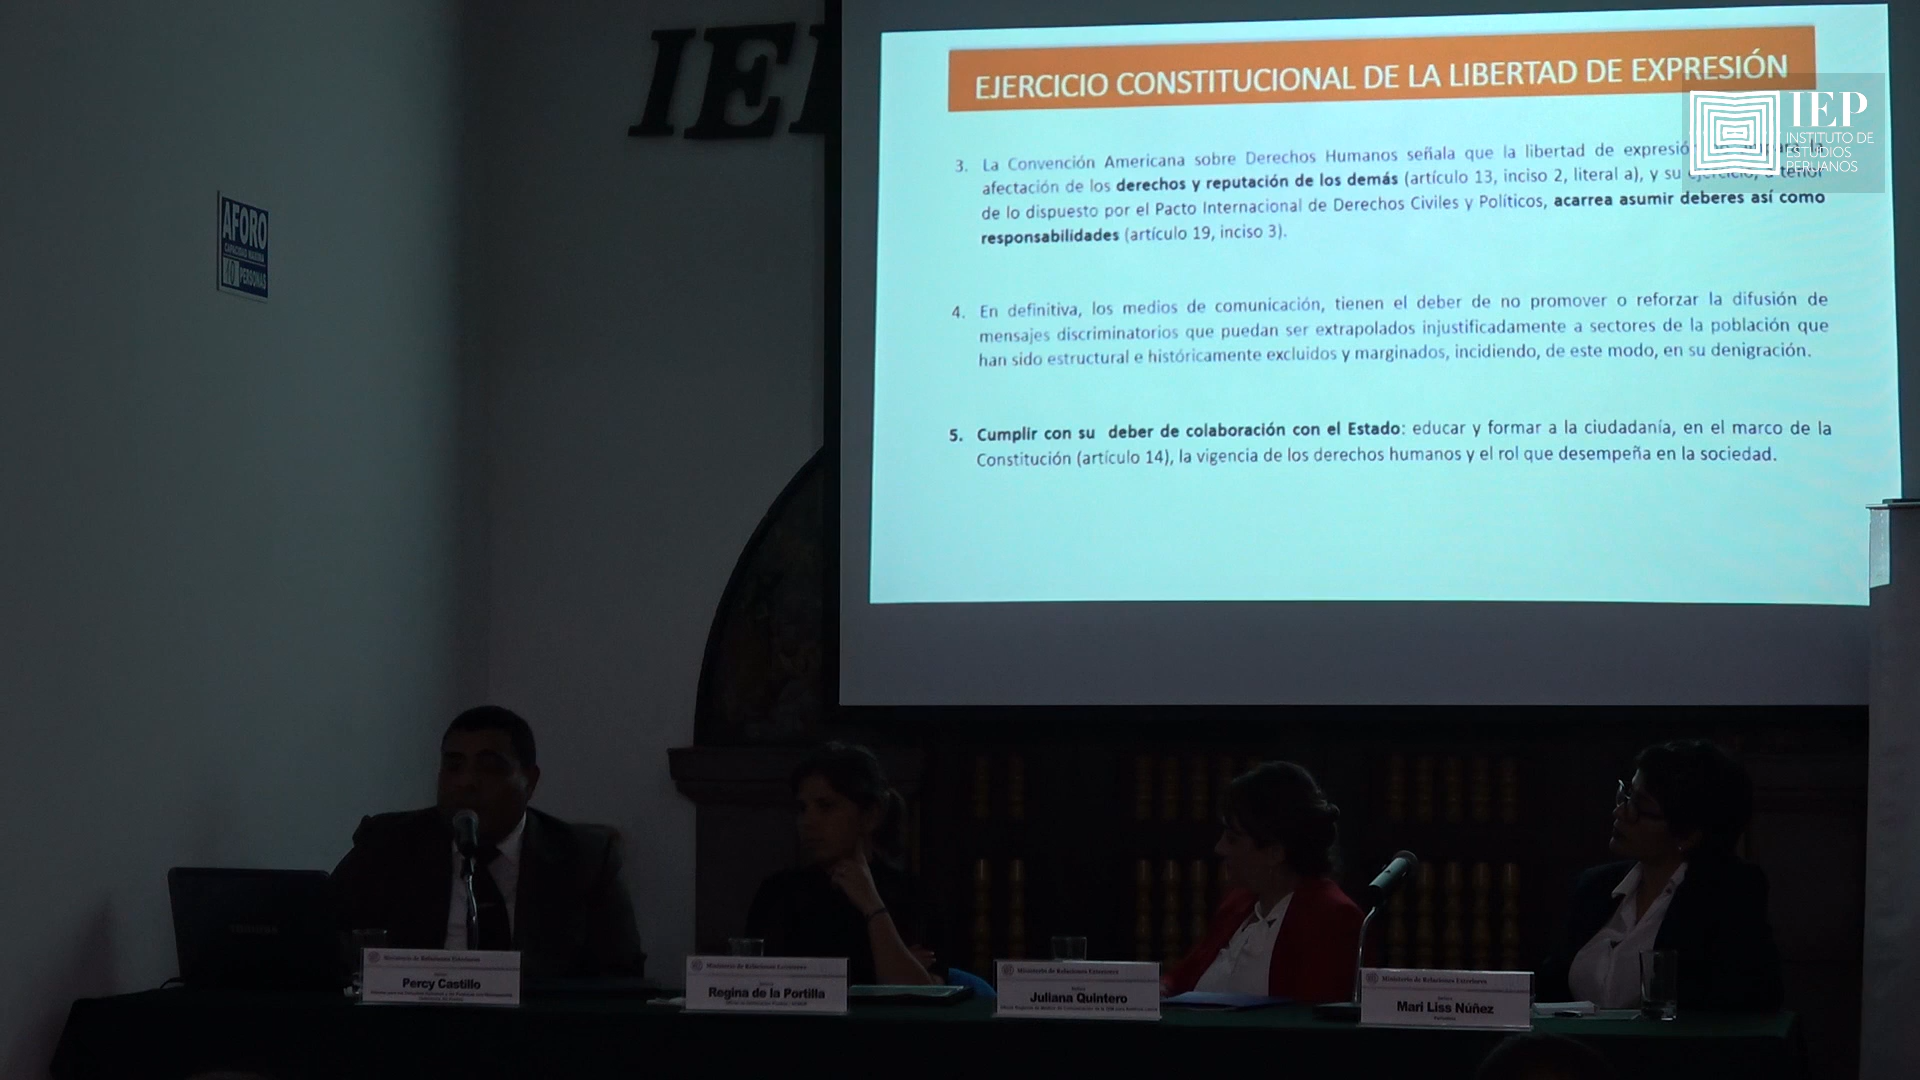 IEP
EJERCICIO CONSTITUCIONAL DE LA LIBERTAD DE EXPRESIÓN
IEP
INSTITUTO DE
ESTUDIOS
PERUANOS
3. La Convención Americana sobre Derechos Humanos señala que la libertad de expresió
afectación de los derechos y reputación de los demás (artículo 13, inciso 2, literal a), y su ejercicio, a tenor
de lo dispuesto por el Pacto Internacional de Derechos Civiles y Políticos, acarrea asumir deberes así como
responsabilidades (artículo 19, inciso 3).
4. En definitiva, los medios de comunicación, tienen el deber de no promover o reforzar la difusión de
mensajes discriminatorios que puedan ser extrapolados injustificadamente a sectores de la población que
han sido estructural e históricamente excluidos y marginados, incidiendo, de este modo, en su denigración.
5. Cumplir con su deber de colaboración con el Estado: educar y formar a la ciudadanía, en el marco de la
Constitución (artículo 14), la vigencia de los derechos humanos y el rol que desempeña en la sociedad.
AFORO
CAPACIDAD MAXIMA
PERSONAS
TOSHIBA
Ministerio de Relaciones Exteriores
Percy Castillo
Ministerio de Relaciones Exteriores
Regina de la Portilla
Ministerio de Relaciones Exteriores
Juliana Quintero
Ministerio de Relaciones Exteriores
Mari Liss Núñez